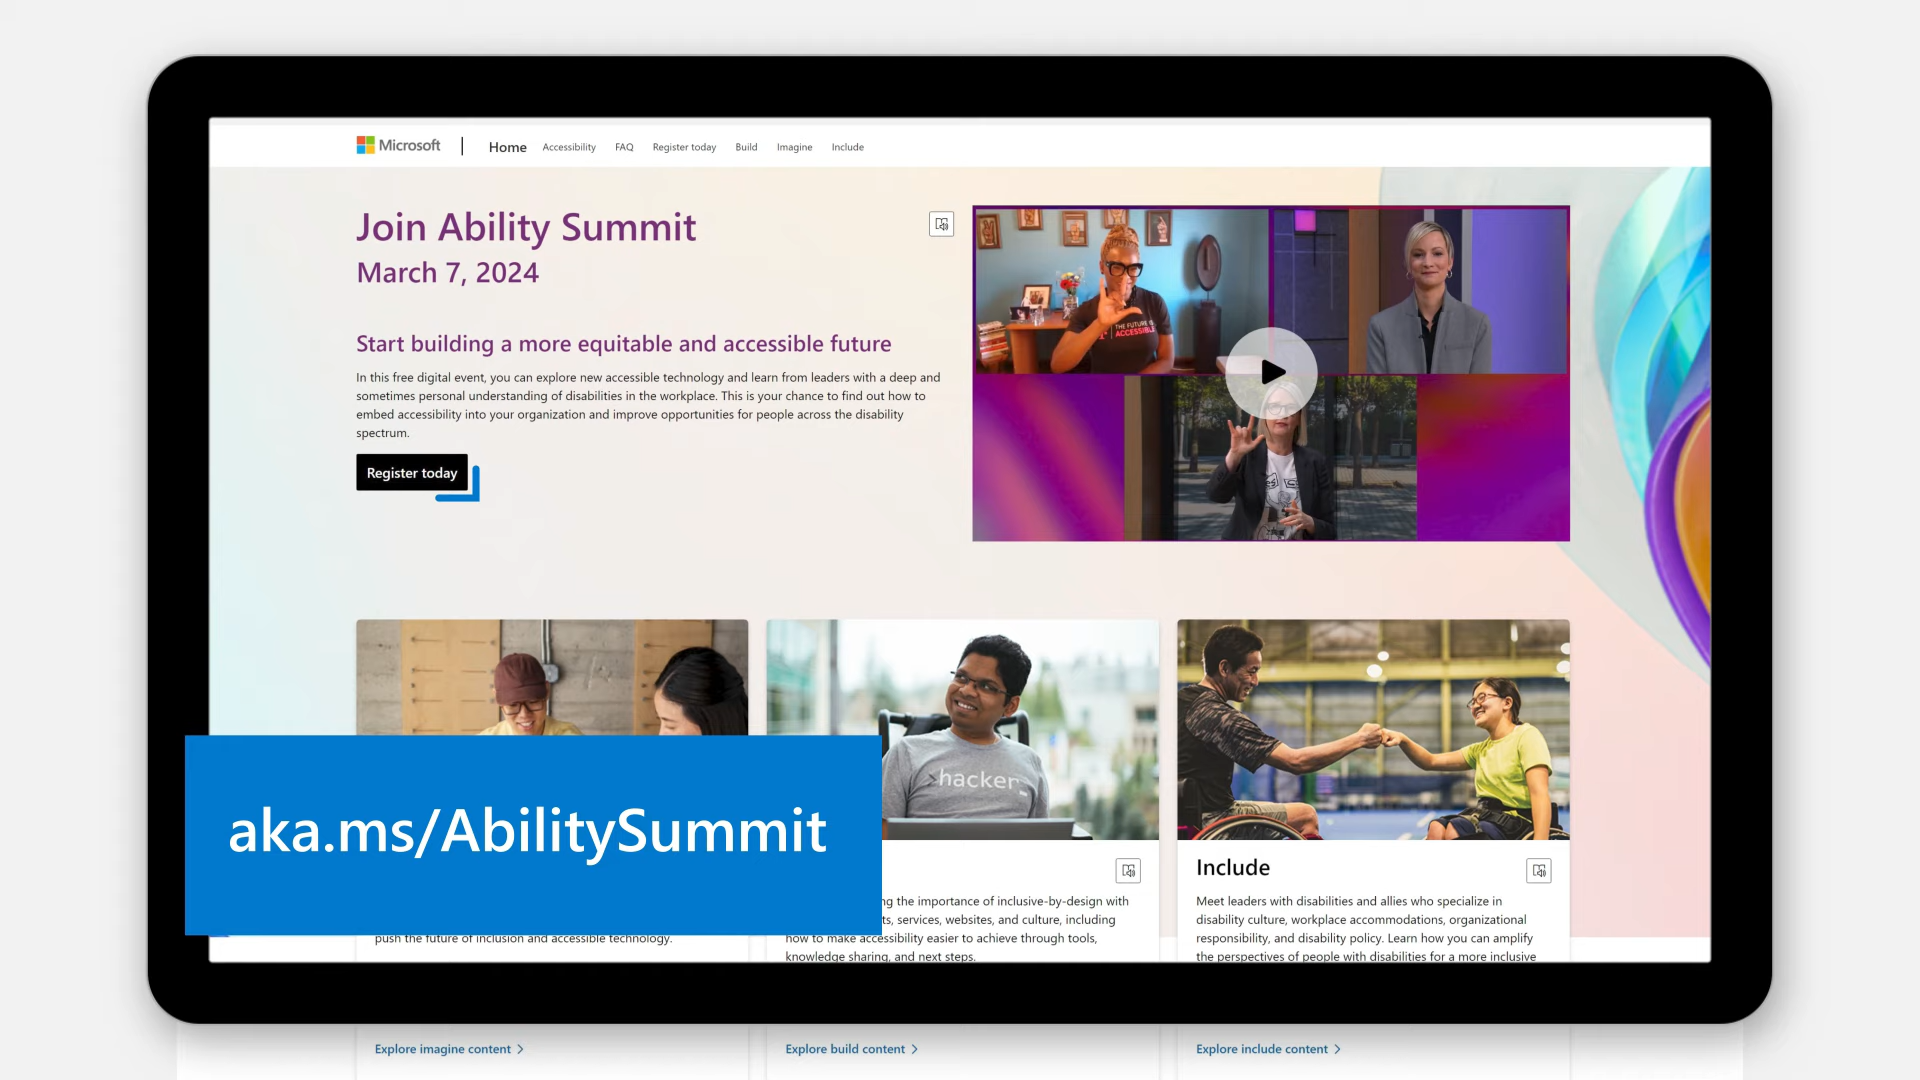 Microsoft
Home Accessibility FAQ Register today Build Imagine Include
Join Ability Summit
March 7, 2024
Start building a more equitable and accessible future
In this free digital event, you can explore new accessible technology and learn from leaders with a deep and
sometimes personal understanding of disabilities in the workplace. This is your chance to find out how to
embed accessibility into your organization and improve opportunities for people across the disability
spectrum.
Register today
THE FUTURE IS
ACCESSIBLE
>hacker_
aka.ms/AbilitySummit
push the future of inclusion and accessible technology.
the importance of inclusive-by-design with
services, websites, and culture, including
how to make accessibility easier to achieve through tools,
knowledge sharing, and next steps.
Include
Meet leaders with disabilities and allies who specialize in
disability culture, workplace accommodations, organizational
responsibility, and disability policy. Learn how you can amplify
the perspectives of people with disabilities for a more inclusive
Explore imagine content
Explore build content
Explore include content